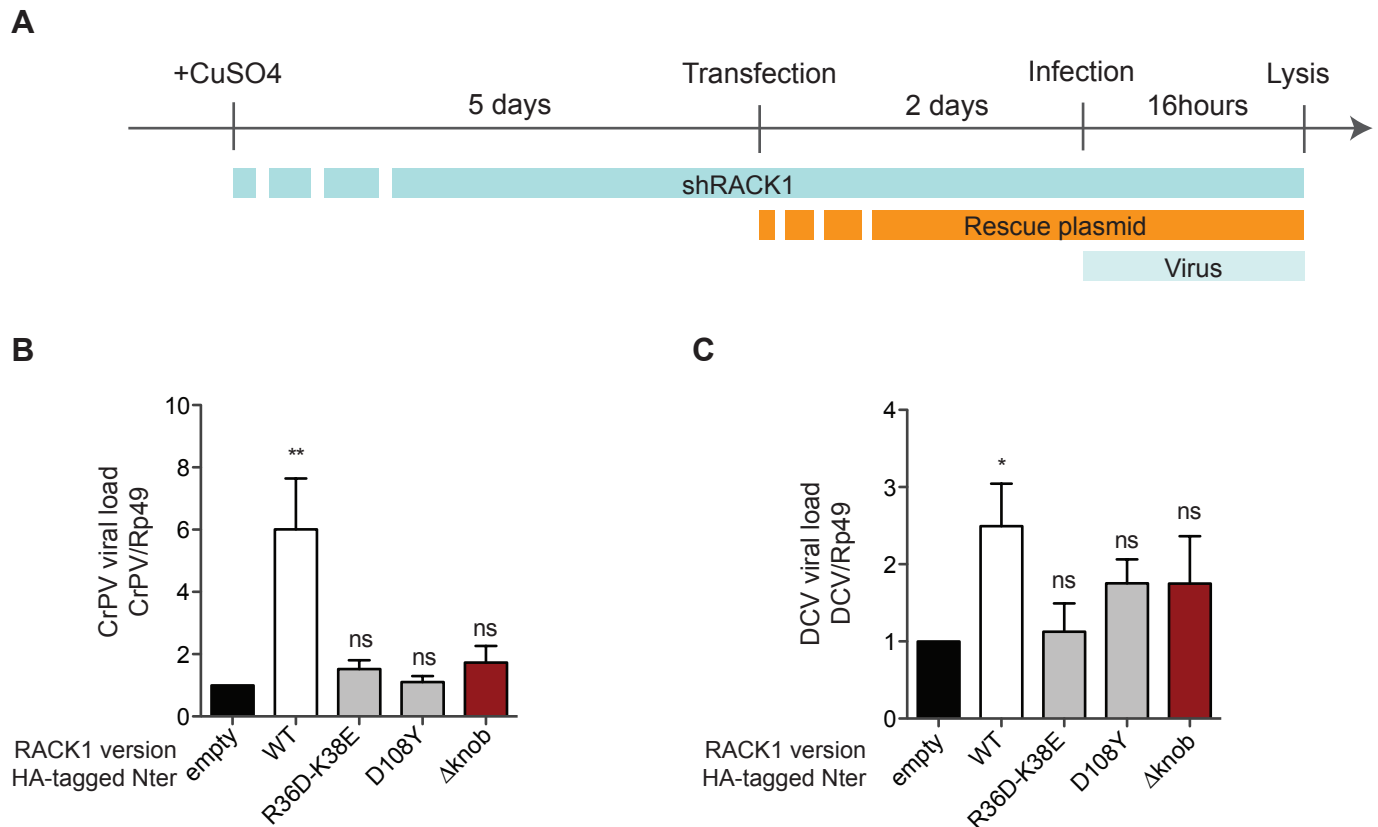 A
+CuSO4
Transfection
Infection
Lysis
5 days
2 days
16hours
shRACK1
Rescue plasmid
Virus
B
CrPV viral load
CrPV/Rp49
10
8
6
4
2
0
**
ns
ns
ns
RACK1 version
HA-tagged Nter
empty
WT
R36D-K38E
D108Y
Δknob
C
DCV viral load
DCV/Rp49
4
3
2
1
0
*
ns
ns
ns
RACK1 version
HA-tagged Nter
empty
WT
R36D-K38E
D108Y
Δknob